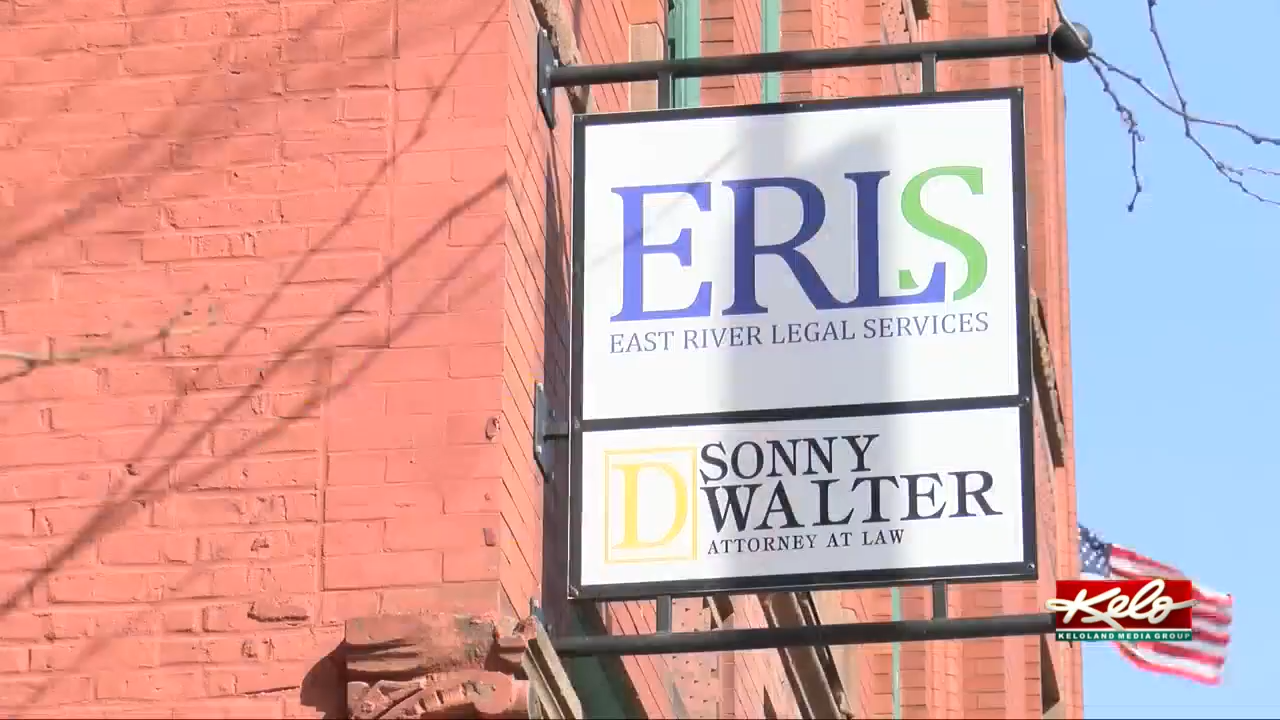 ERLS
EAST RIVER LEGAL SERVICES
D
SONNY
WALTER
ATTORNEY AT LAW
Kelo
KELOLAND MEDIA GROUP